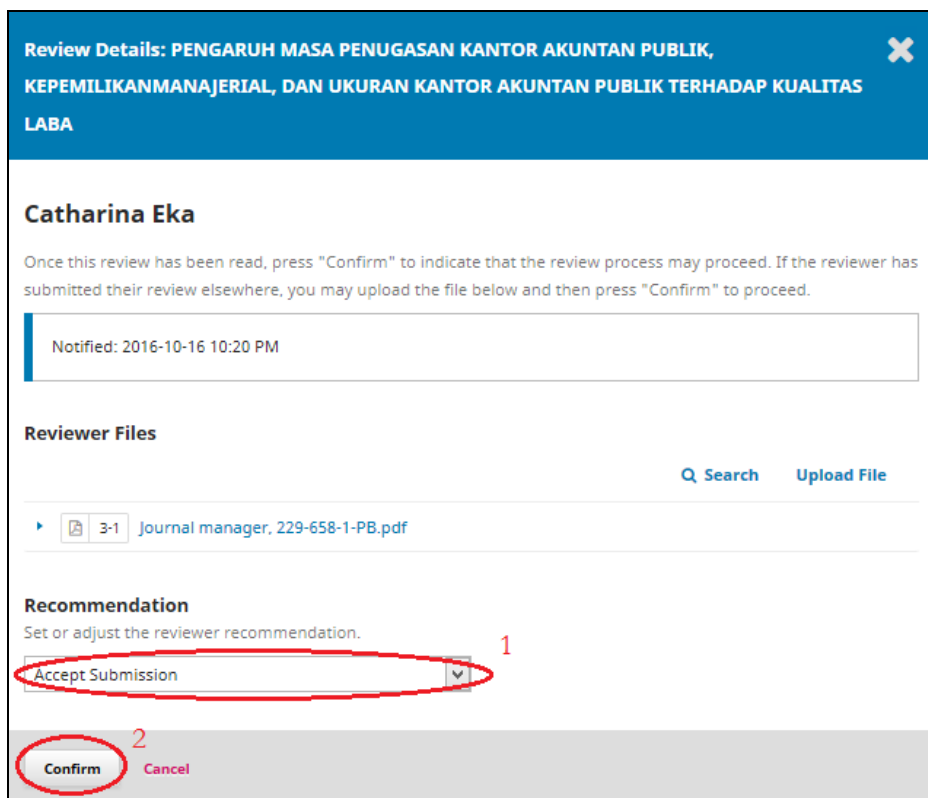 Review Details: PENGARUH MASA PENUGASAN KANTOR AKUNTAN PUBLIK,
KEPEMILIKANMANAJERIAL, DAN UKURAN KANTOR AKUNTAN PUBLIK TERHADAP KUALITAS
LABA
Catharina Eka
Once this review has been read, press "Confirm" to indicate that the review process may proceed. If the reviewer has
submitted their review elsewhere, you may upload the file below and then press "Confirm" to proceed.
Notified: 2016-10-16 10:20 PM
Reviewer Files
Search Upload File
3-1 Journal manager, 229-658-1-PB.pdf
Recommendation
Set or adjust the reviewer recommendation.
1
Accept Submission
2
Confirm Cancel